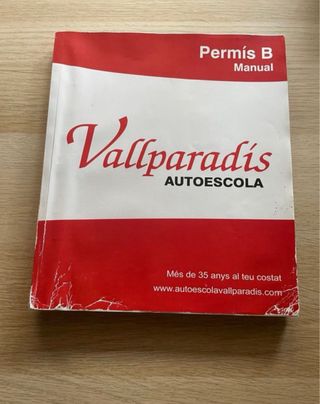 Permís B
Manual
Vallparadís
AUTOESCOLA
Més de 35 anys al teu costat
www.autoescolavallparadis.com